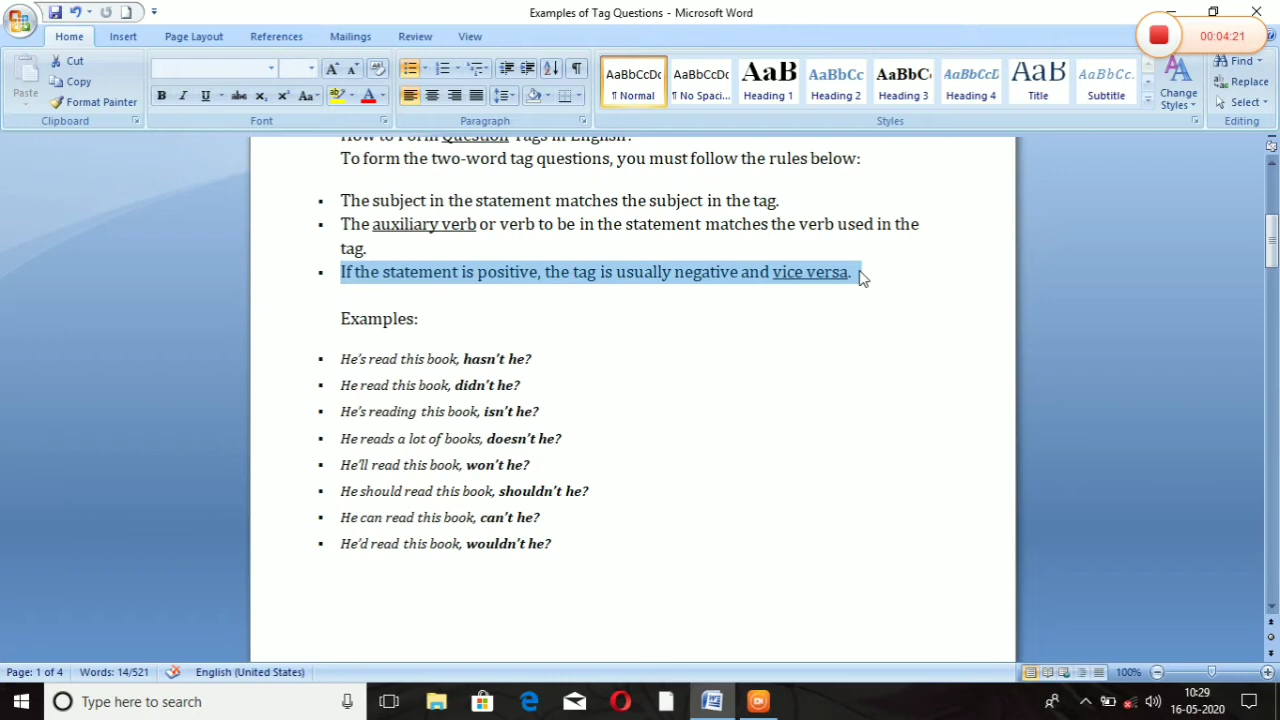 Examples of Tag Questions - Microsoft Word
00:04:21
Home Insert Page Layout References Mailings Review View
Paste
Cut
Copy
Format Painter
Clipboard
Font
Paragraph
AaBbCcDc AaBbCcDc AaB AaBbCc AaBbCc AaBbCcD AaB AaBbCc.
¶ Normal ¶ No Spaci... Heading 1 Heading 2 Heading 3 Heading 4 Title Subtitle
Change Styles
Styles
Find
Replace
Select
Editing
How to Form Question Tags in English?
To form the two-word tag questions, you must follow the rules below:
▪ The subject in the statement matches the subject in the tag.
▪ The auxiliary verb or verb to be in the statement matches the verb used in the
tag.
▪ If the statement is positive, the tag is usually negative and vice versa.
Examples:
▪ He's read this book, hasn't he?
▪ He read this book, didn't he?
▪ He's reading this book, isn't he?
▪ He reads a lot of books, doesn't he?
▪ He'll read this book, won't he?
▪ He should read this book, shouldn't he?
▪ He can read this book, can't he?
▪ He'd read this book, wouldn't he?
Page: 1 of 4 Words: 14/521 English (United States) 100%
Type here to search
10:29
16-05-2020